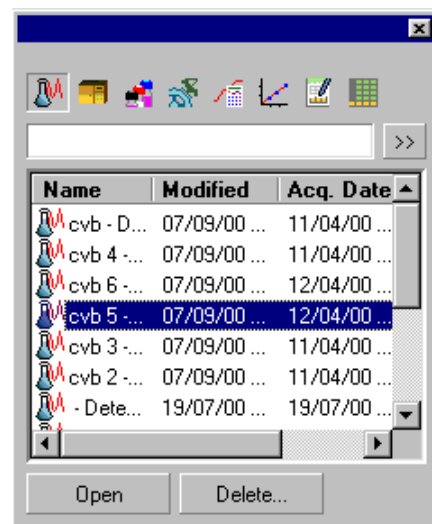 >>
Name Modified Acq. Date
cvb - D... 07/09/00 ... 11/04/00 ...
cvb 4 -... 07/09/00 ... 11/04/00 ...
cvb 6 -... 07/09/00 ... 12/04/00 ...
cvb 5 -... 07/09/00 ... 12/04/00 ...
cvb 3 -... 07/09/00 ... 11/04/00 ...
cvb 2 -... 07/09/00 ... 11/04/00 ...
- Dete... 19/07/00 ... 19/07/00 ...
Open Delete...